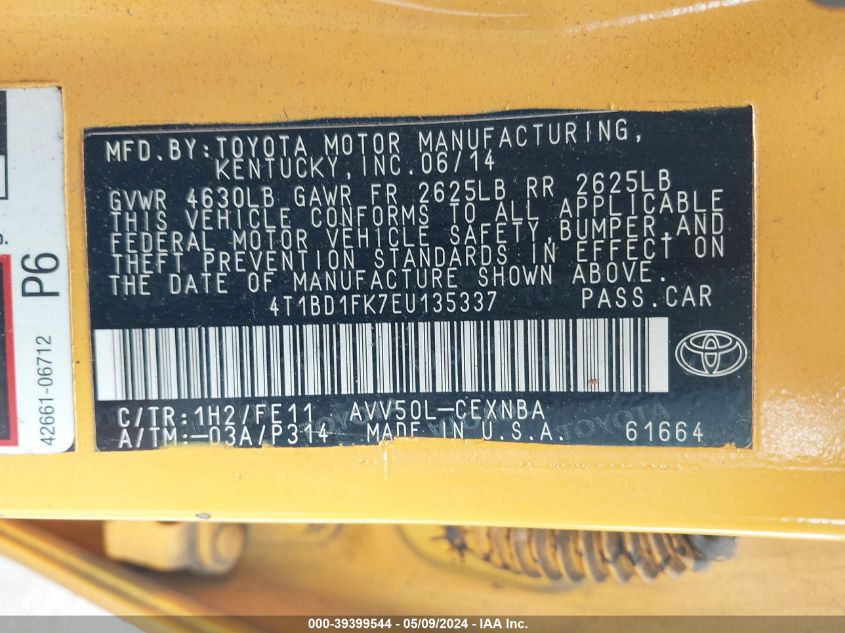 MFD.BY:TOYOTA MOTOR MANUFACTURING,
KENTUCKY,INC.06/14
GVWR 4630LB GAWR FR 2625LB RR 2625LB
THIS VEHICLE CONFORMS TO ALL APPLICABLE
FEDERAL MOTOR VEHICLE SAFETY,BUMPER,AND
THEFT PREVENTION STANDARDS IN EFFECT ON
THE DATE OF MANUFACTURE SHOWN ABOVE.
4T1BD1FK7EU135337 PASS.CAR
C/TR:1H2/FE11 AVV50L-CEXNBA
A/TM:-03A/P314 MADE IN U.S.A. 61664
P6
42661-06712
000-39399544 - 05/09/2024 - IAA Inc.